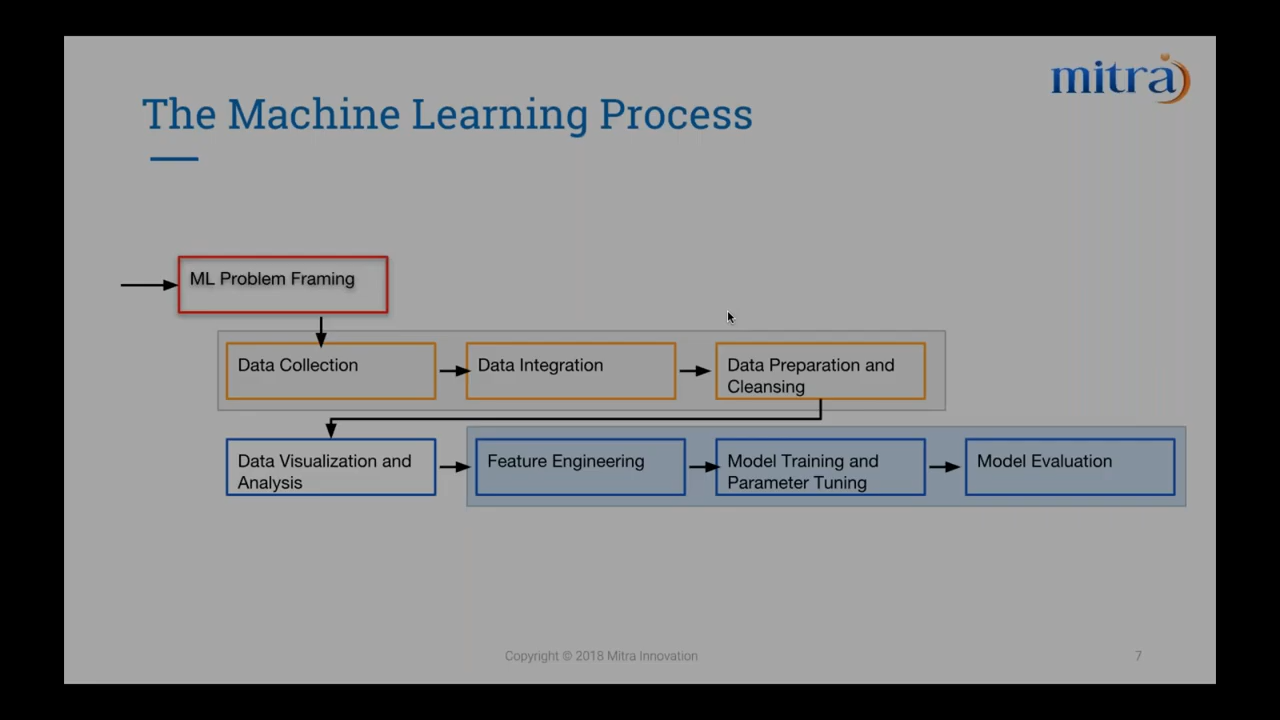 mitra
The Machine Learning Process
ML Problem Framing
Data Collection
Data Integration
Data Preparation and
Cleansing
Data Visualization and
Analysis
Feature Engineering
Model Training and
Parameter Tuning
Model Evaluation
Copyright © 2018 Mitra Innovation
7